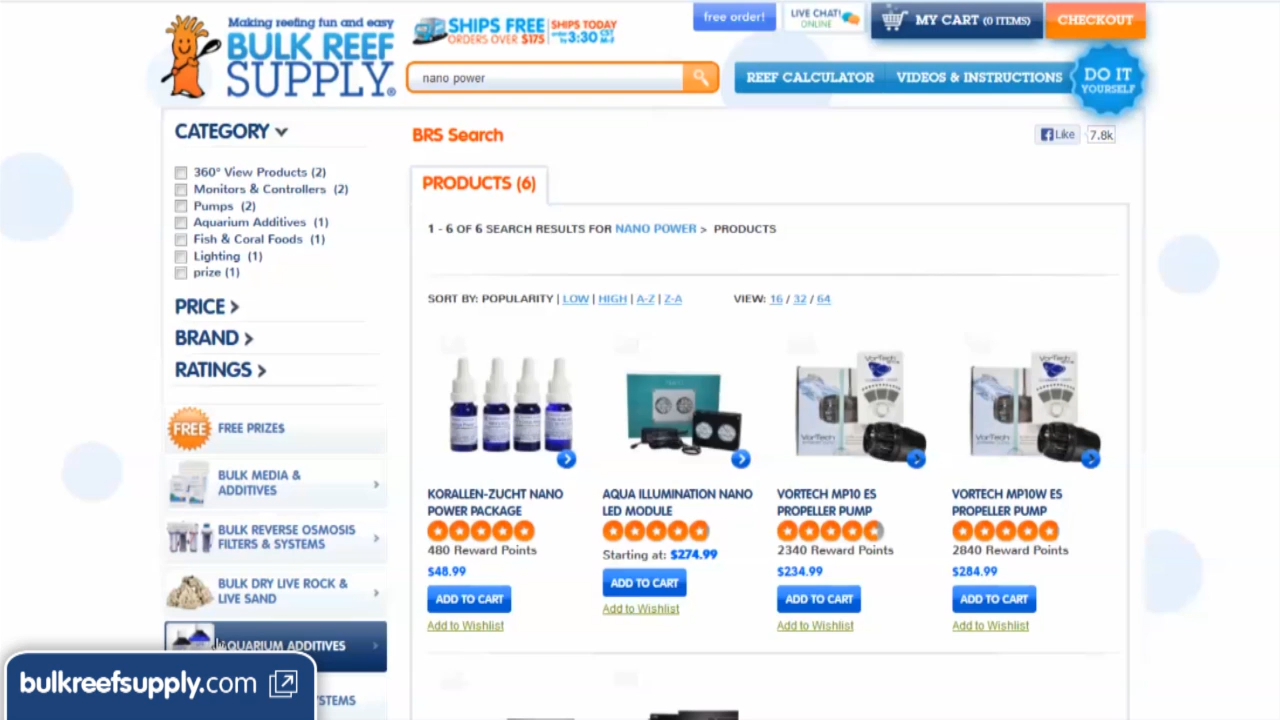 Making reefing fun and easy
BULK REEF
SUPPLY®
SHIPS FREE
ORDERS OVER $175
SHIPS TODAY
3:30
free order!
LIVE CHAT!
ONLINE
MY CART (0 ITEMS)
CHECKOUT
nano power
REEF CALCULATOR
VIDEOS & INSTRUCTIONS
DO IT
YOURSELF
CATEGORY
360° View Products (2)
Monitors & Controllers (2)
Pumps (2)
Aquarium Additives (1)
Fish & Coral Foods (1)
Lighting (1)
prize (1)
PRICE >
BRAND >
RATINGS >
FREE
FREE PRIZES
BULK MEDIA &
ADDITIVES
BULK REVERSE OSMOSIS
FILTERS & SYSTEMS
BULK DRY LIVE ROCK &
LIVE SAND
AQUARIUM ADDITIVES
STEMS
bulkreefsupply.com
BRS Search
Like
7.8k
PRODUCTS (6)
1 - 6 OF 6 SEARCH RESULTS FOR NANO POWER > PRODUCTS
SORT BY: POPULARITY | LOW | HIGH | A-Z | Z-A
VIEW: 16 / 32 / 64
KORALLEN-ZUCHT NANO
POWER PACKAGE
480 Reward Points
$48.99
ADD TO CART
Add to Wishlist
AQUA ILLUMINATION NANO
LED MODULE
Starting at: $274.99
ADD TO CART
Add to Wishlist
VorTech
VorTech
VORTECH MP10 ES
PROPELLER PUMP
2340 Reward Points
$234.99
ADD TO CART
Add to Wishlist
VorTech
VorTech
VORTECH MP10W ES
PROPELLER PUMP
2840 Reward Points
$284.99
ADD TO CART
Add to Wishlist